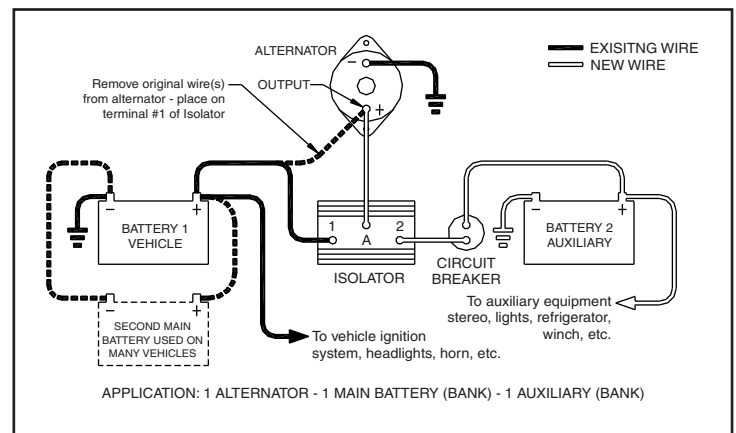 ALTERNATOR
EXISITNG WIRE
NEW WIRE
Remove original wire(s)
from alternator - place on
terminal #1 of Isolator
OUTPUT
-
+
- +
BATTERY 1
VEHICLE
1 A 2
ISOLATOR
CIRCUIT
BREAKER
- +
BATTERY 2
AUXILIARY
- +
SECOND MAIN
BATTERY USED ON
MANY VEHICLES
To vehicle ignition
system, headlights, horn, etc.
To auxiliary equipment
stereo, lights, refrigerator,
winch, etc.
APPLICATION: 1 ALTERNATOR - 1 MAIN BATTERY (BANK) - 1 AUXILIARY (BANK)